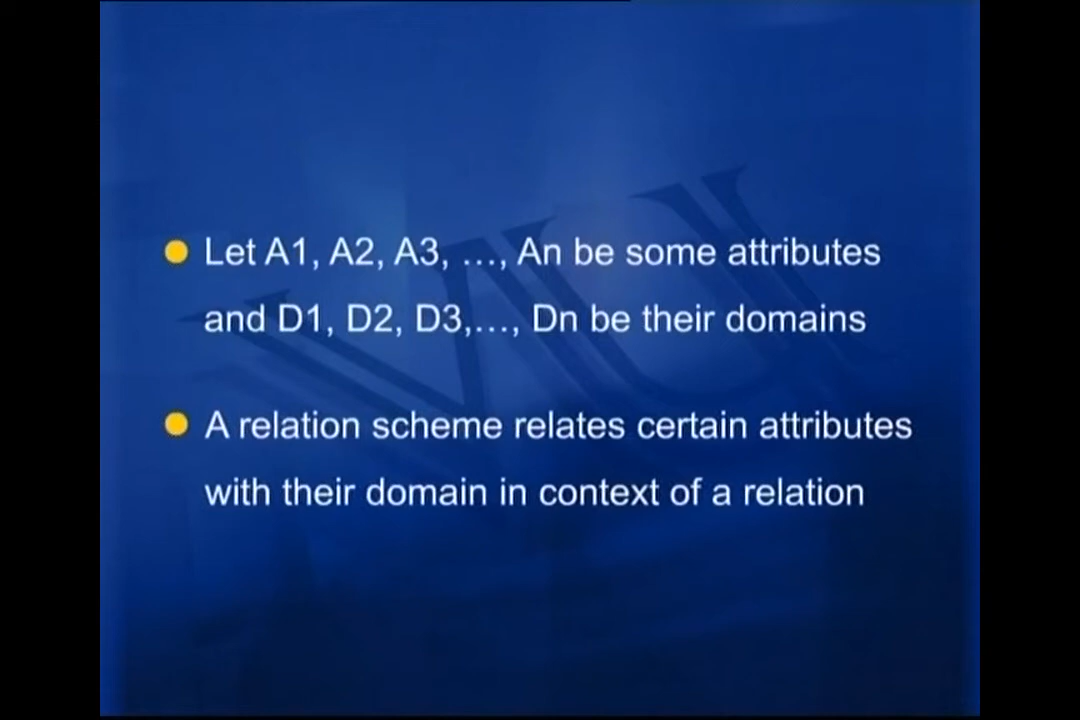 Let A1, A2, A3, …, An be some attributes
and D1, D2, D3,…, Dn be their domains
A relation scheme relates certain attributes
with their domain in context of a relation
VU